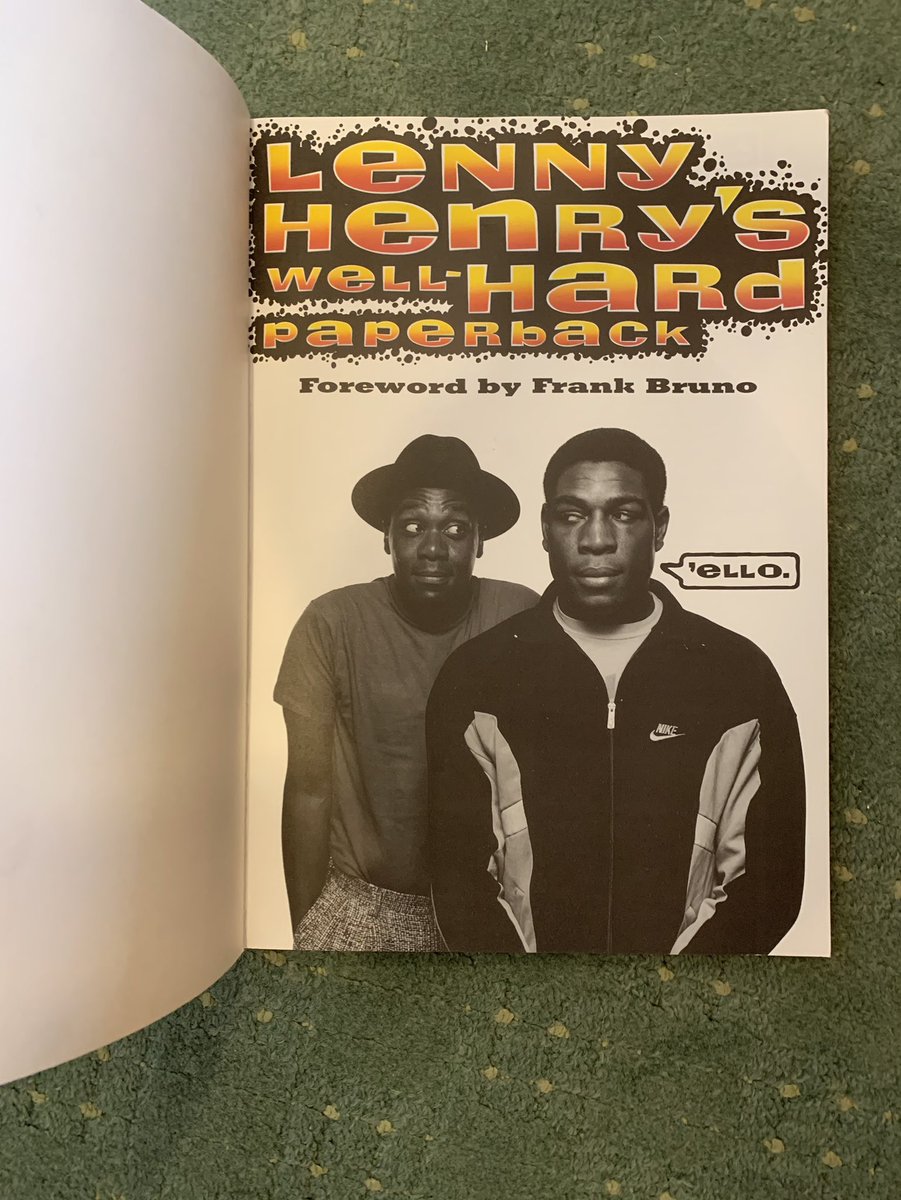 Lenny
Henry's
well-Hard
paperback
Foreword by Frank Bruno
'ello.
NIKE